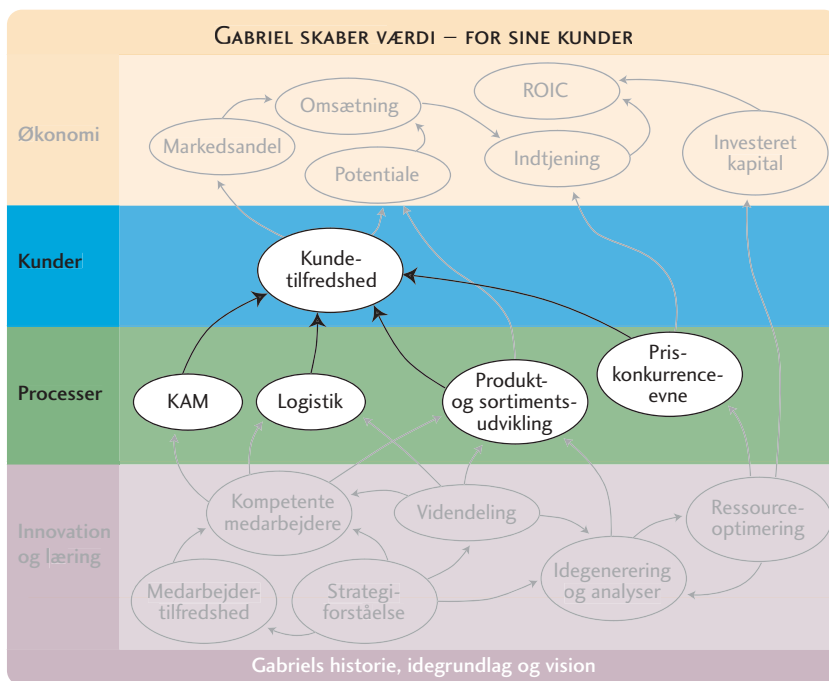 GABRIEL SKABER VÆRDI – FOR SINE KUNDER
Økonomi
Markedsandel
Omsætning
Potentiale
ROIC
Indtjening
Investeret
kapital
Kunder
Kunde-
tilfredshed
Processer
KAM
Logistik
Produkt-
og sortiments-
udvikling
Pris-
konkurrence-
evne
Innovation
og læring
Kompetente
medarbejdere
Videndeling
Ressource-
optimering
Medarbejder-
tilfredshed
Strategi-
forståelse
Idegenerering
og analyser
Gabriels historie, idegrundlag og vision